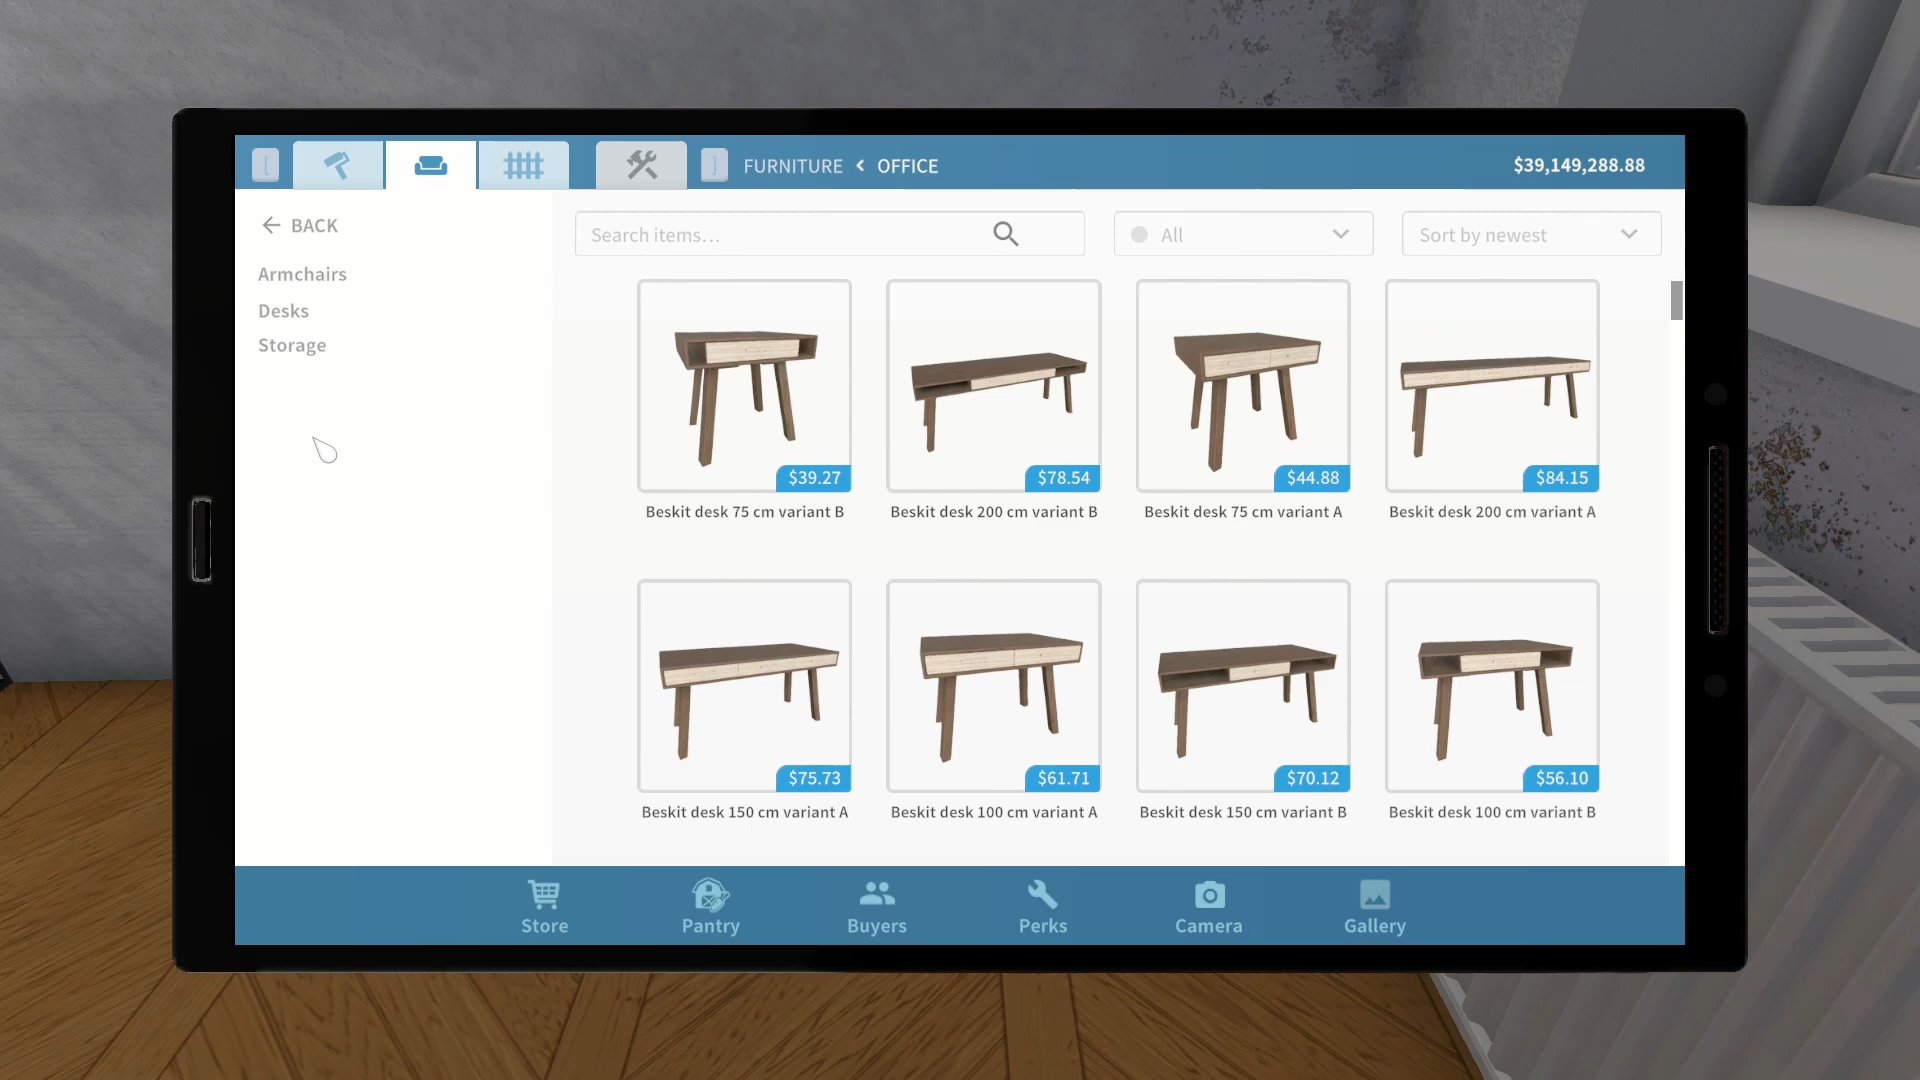 [ ] FURNITURE < OFFICE $39,149,288.88
BACK
Armchairs
Desks
Storage
Search items...
All
Sort by newest
$39.27 $78.54 $44.88 $84.15
Beskit desk 75 cm variant B Beskit desk 200 cm variant B Beskit desk 75 cm variant A Beskit desk 200 cm variant A
$75.73 $61.71 $70.12 $56.10
Beskit desk 150 cm variant A Beskit desk 100 cm variant A Beskit desk 150 cm variant B Beskit desk 100 cm variant B
Store Pantry Buyers Perks Camera Gallery